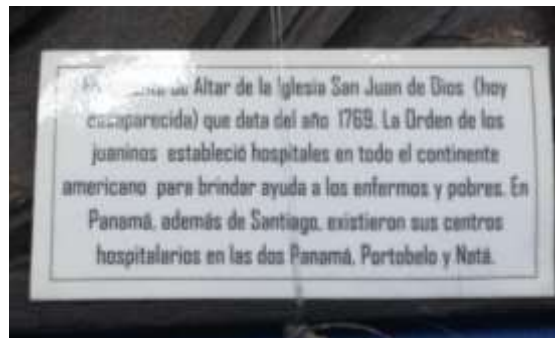 de Altar de la Iglesia San Juan de Dios (hoy
desaparecida) que data del año 1769. La Orden de los
juaninos estableció hospitales en todo el continente
americano para brindar ayuda a los enfermos y pobres. En
Panamá, además de Santiago, existieron sus centros
hospitalarios en las dos Panamá, Portobelo y Natá.